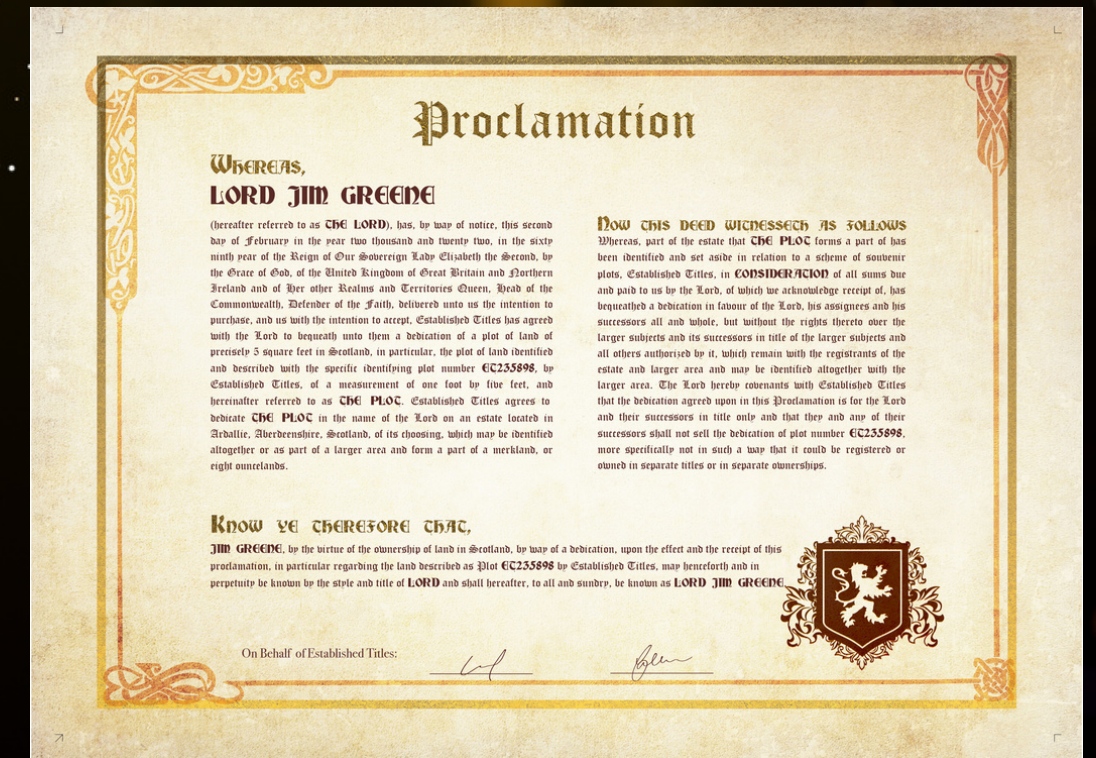 Proclamation
Whereas,
LORD JIM GREENE
(hereafter referred to as THE LORD), has, by way of notice, this second
day of February in the year two thousand and twenty two, in the sixty
ninth year of the Reign of Our Sovereign Lady Elizabeth the Second, by
the Grace of God, of the United Kingdom of Great Britain and Northern
Ireland and of Her other Realms and Territories Queen, Head of the
Commonwealth, Defender of the Faith, delivered unto us the intention to
purchase, and us with the intention to accept, Established Titles has agreed
with the Lord to bequeath unto them a dedication of a plot of land of
precisely 5 square feet in Scotland, in particular, the plot of land identified
and described with the specific identifying plot number ET235898, by
Established Titles, of a measurement of one foot by five feet, and
hereinafter referred to as THE PLOT. Established Titles agrees to
dedicate THE PLOT in the name of the Lord on an estate located in
Ardallie, Aberdeenshire, Scotland, of its choosing, which may be identified
altogether or as part of a larger area and form a part of a merkland, or
eight ouncelands.
NOW THIS DEED WITNESSETH AS FOLLOWS
Whereas, part of the estate that THE PLOT forms a part of has
been identified and set aside in relation to a scheme of souvenir
plots, Established Titles, in CONSIDERATION of all sums due
and paid to us by the Lord, of which we acknowledge receipt of, has
bequeathed a dedication in favour of the Lord, his assignees and his
successors all and whole, but without the rights thereto over the
larger subjects and its successors in title of the larger subjects and
all others authorized by it, which remain with the registrants of the
estate and larger area and may be identified altogether with the
larger area. The Lord hereby covenants with Established Titles
that the dedication agreed upon in this Proclamation is for the Lord
and their successors in title only and that they and any of their
successors shall not sell the dedication of plot number ET235898,
more specifically not in such a way that it could be registered or
owned in separate titles or in separate ownerships.
Know ye therefore that,
JIM GREENE, by the virtue of the ownership of land in Scotland, by way of a dedication, upon the effect and the receipt of this
proclamation, in particular regarding the land described as Plot ET235898 by Established Titles, may henceforth and in
perpetuity be known by the style and title of LORD and shall hereafter, to all and sundry, be known as LORD JIM GREENE
On Behalf of Established Titles: